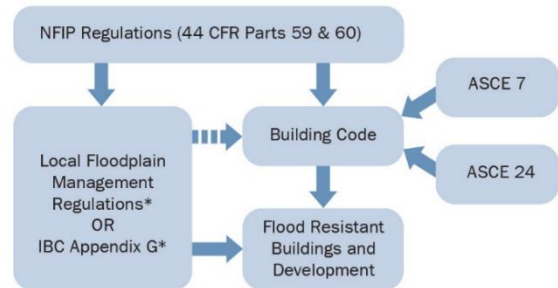 NFIP Regulations (44 CFR Parts 59 & 60)
Local Floodplain
Management
Regulations*
OR
IBC Appendix G*
Building Code
ASCE 7
ASCE 24
Flood Resistant
Buildings and
Development